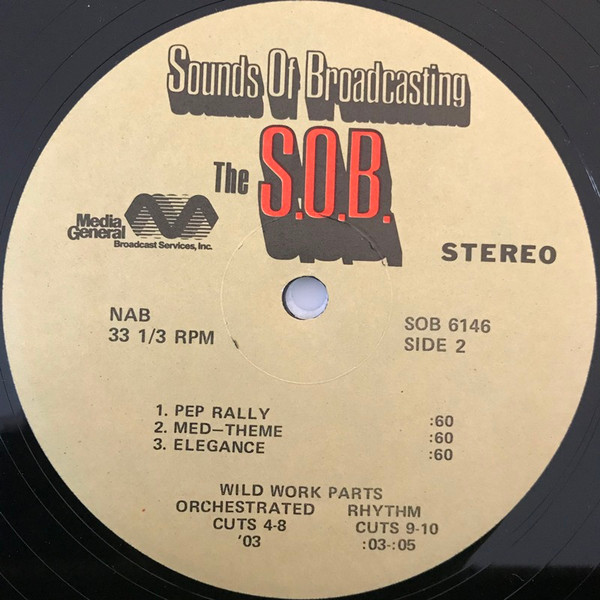 Sounds Of Broadcasting
The S.O.B.
Media General
Broadcast Services, Inc.
STEREO
NAB
33 1/3 RPM
SOB 6146
SIDE 2
1. PEP RALLY :60
2. MED—THEME :60
3. ELEGANCE :60
WILD WORK PARTS
ORCHESTRATED RHYTHM
CUTS 4-8 CUTS 9-10
'03 :03-:05